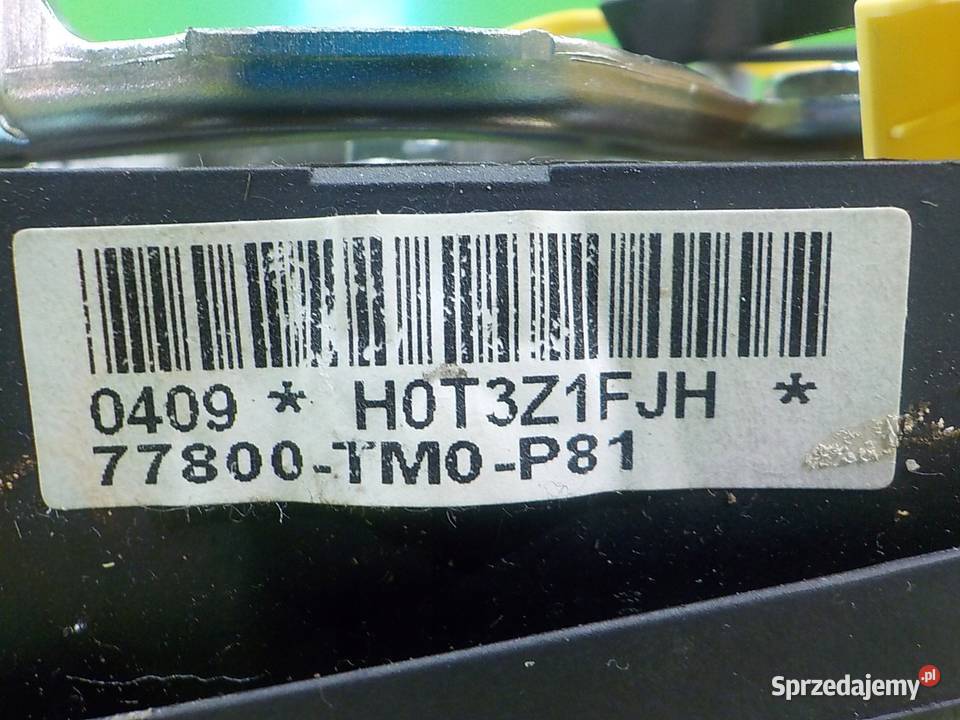 0409 * H0T3Z1FJH *
77800-TM0-P81
Sprzedajemy.pl